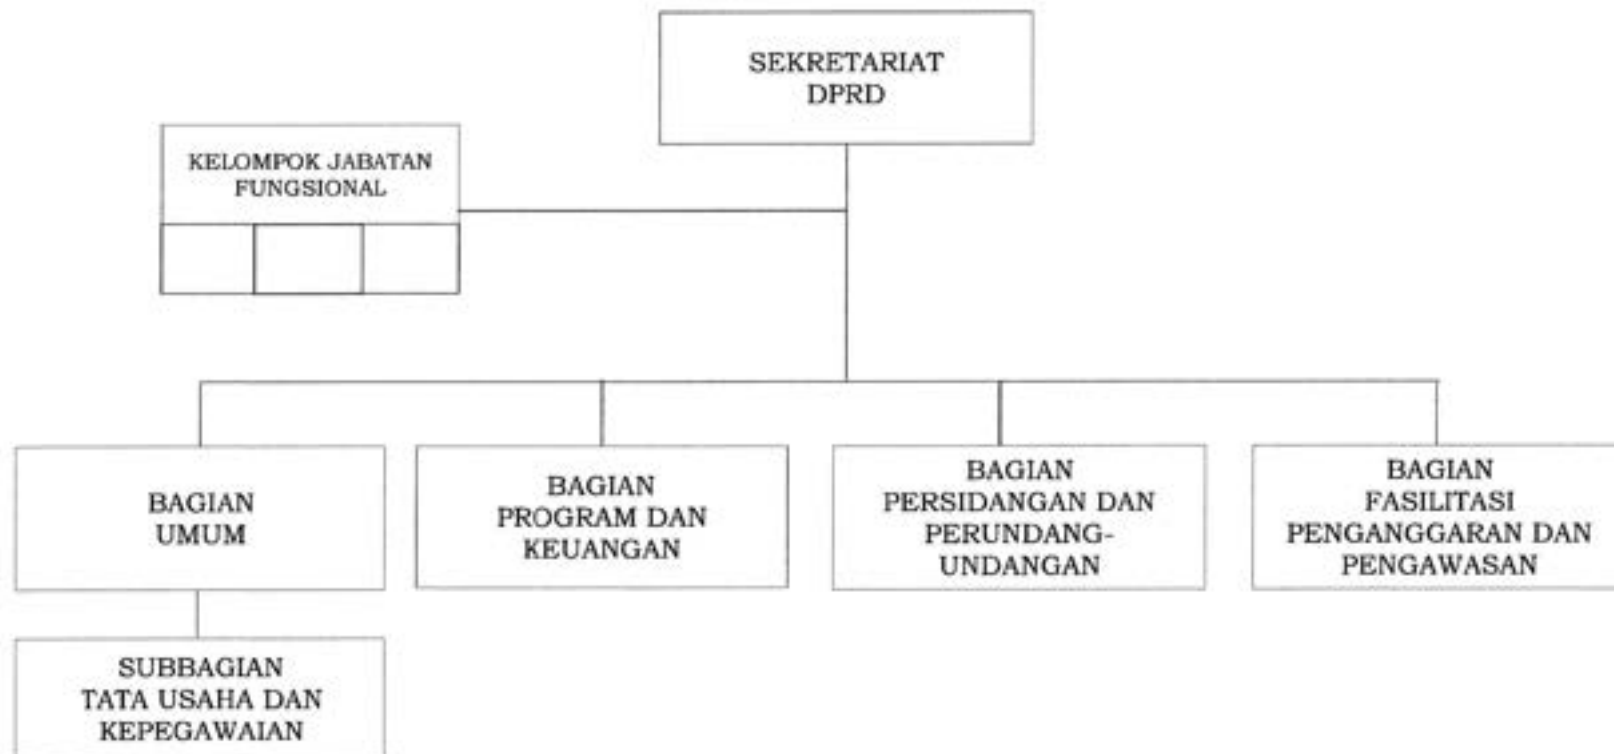 SEKRETARIAT
DPRD
KELOMPOK JABATAN
FUNGSIONAL
BAGIAN
UMUM
BAGIAN
PROGRAM DAN
KEUANGAN
BAGIAN
PERSIDANGAN DAN
PERUNDANG-
UNDANGAN
BAGIAN
FASILITASI
PENGANGGARAN DAN
PENGAWASAN
SUBBAGIAN
TATA USAHA DAN
KEPEGAWAIAN